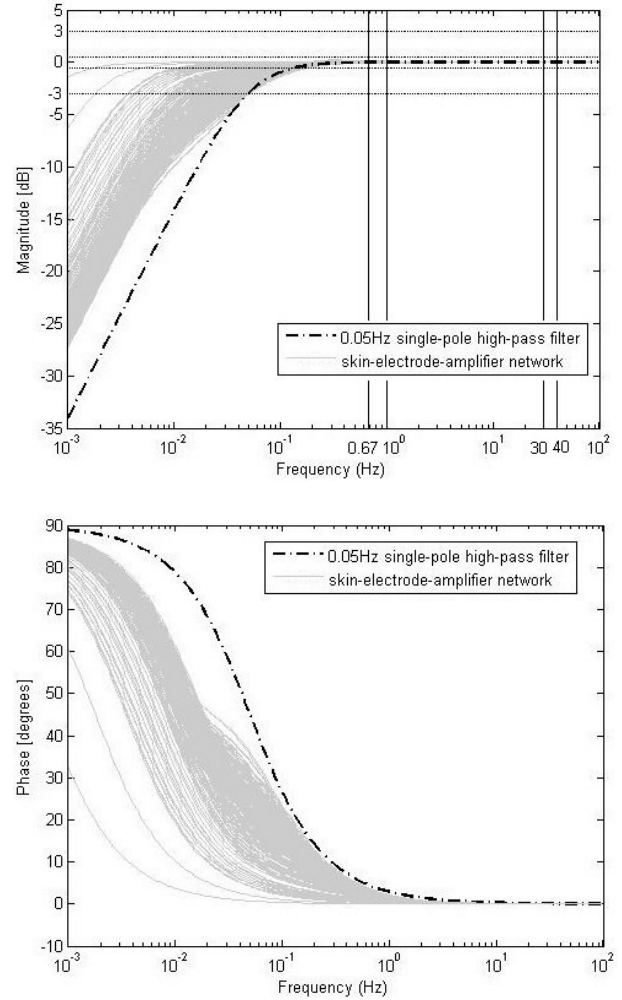 5
3
0
-3
-5
-10
-15
-20
-25
-30
-35
Magnitude [dB]
0.05Hz single-pole high-pass filter
skin-electrode-amplifier network
10^-3 10^-2 10^-1 0.67 10^0 10^1 30 40 10^2
Frequency (Hz)
90
80
70
60
50
40
30
20
10
0
-10
Phase [degrees]
0.05Hz single-pole high-pass filter
skin-electrode-amplifier network
10^-3 10^-2 10^-1 10^0 10^1 10^2
Frequency (Hz)